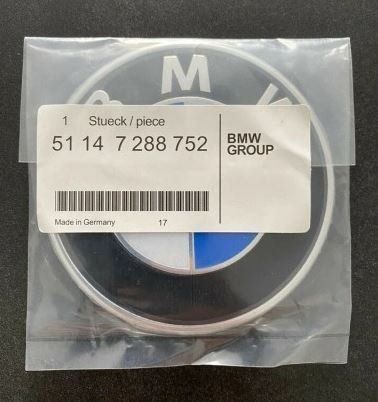 B M W
1 Stueck / piece
51 14 7 288 752
BMW
GROUP
Made in Germany 17